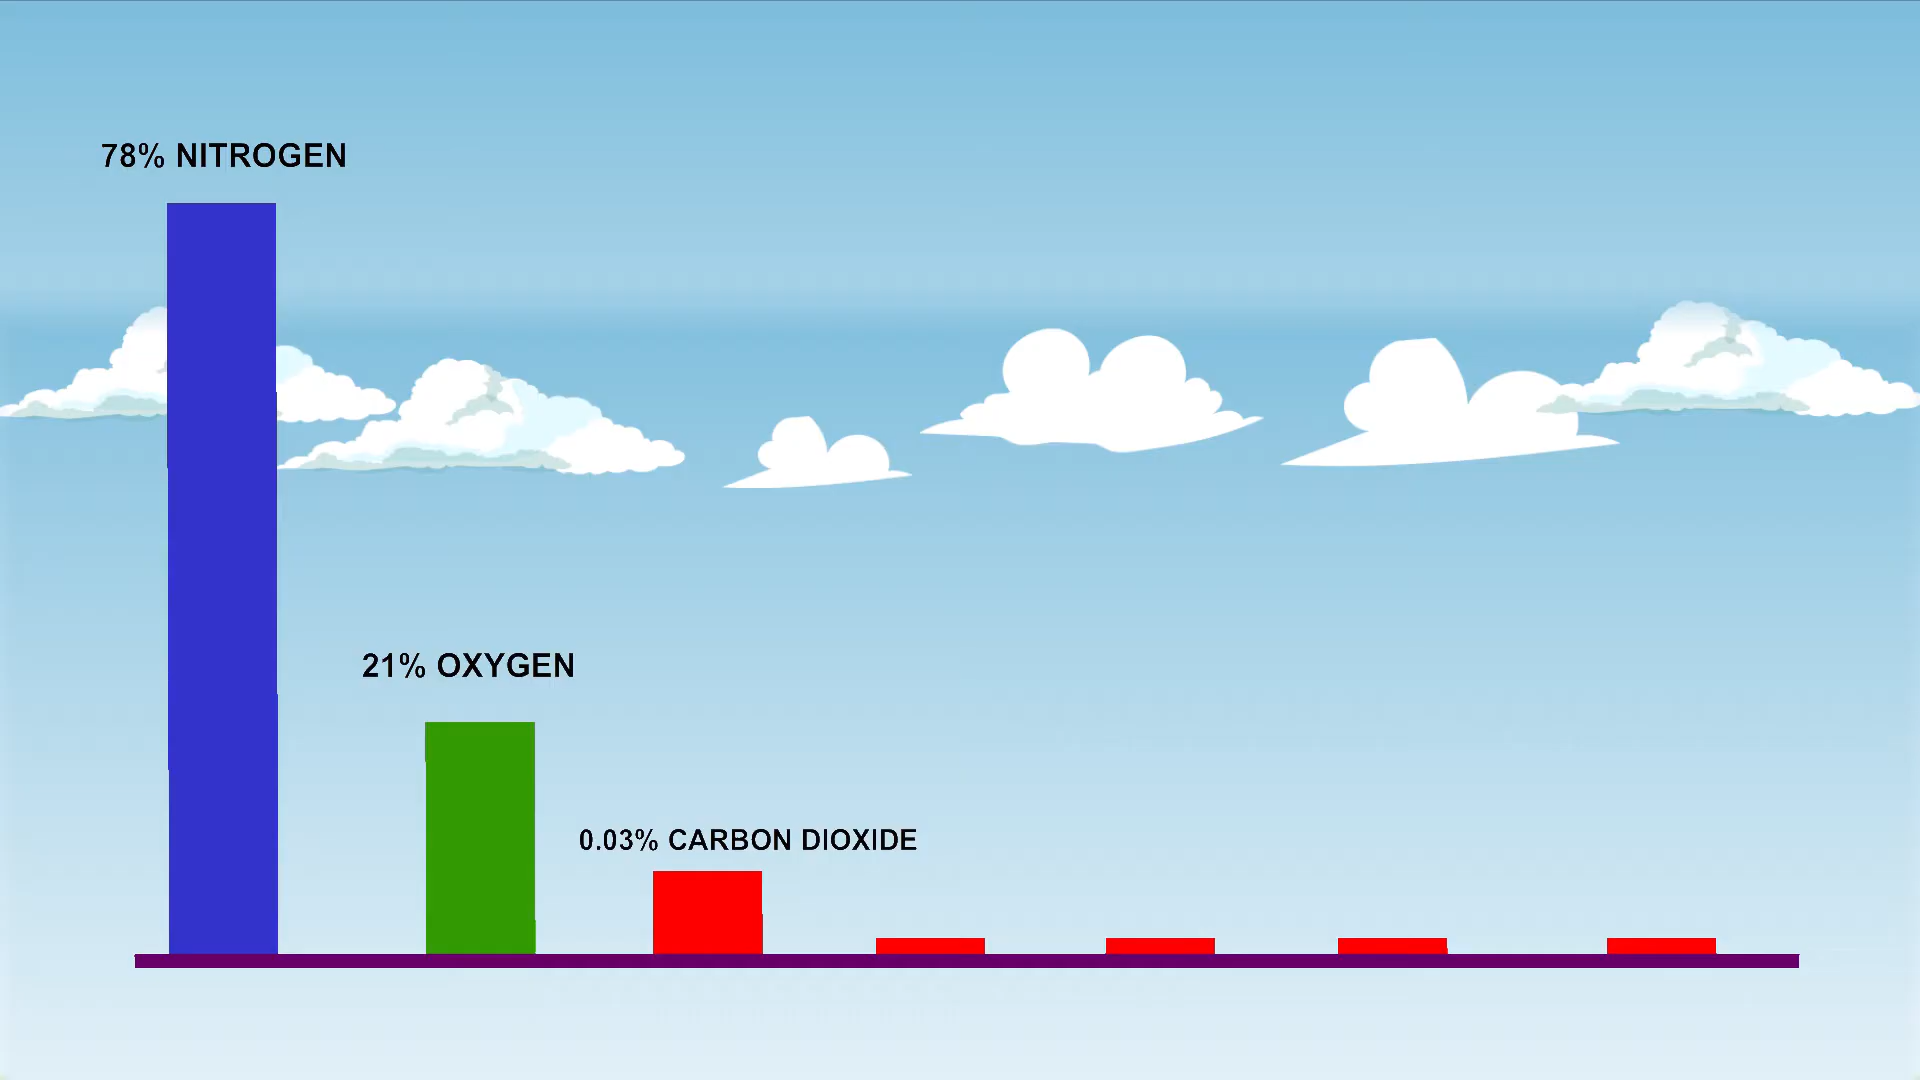 78% NITROGEN
21% OXYGEN
0.03% CARBON DIOXIDE